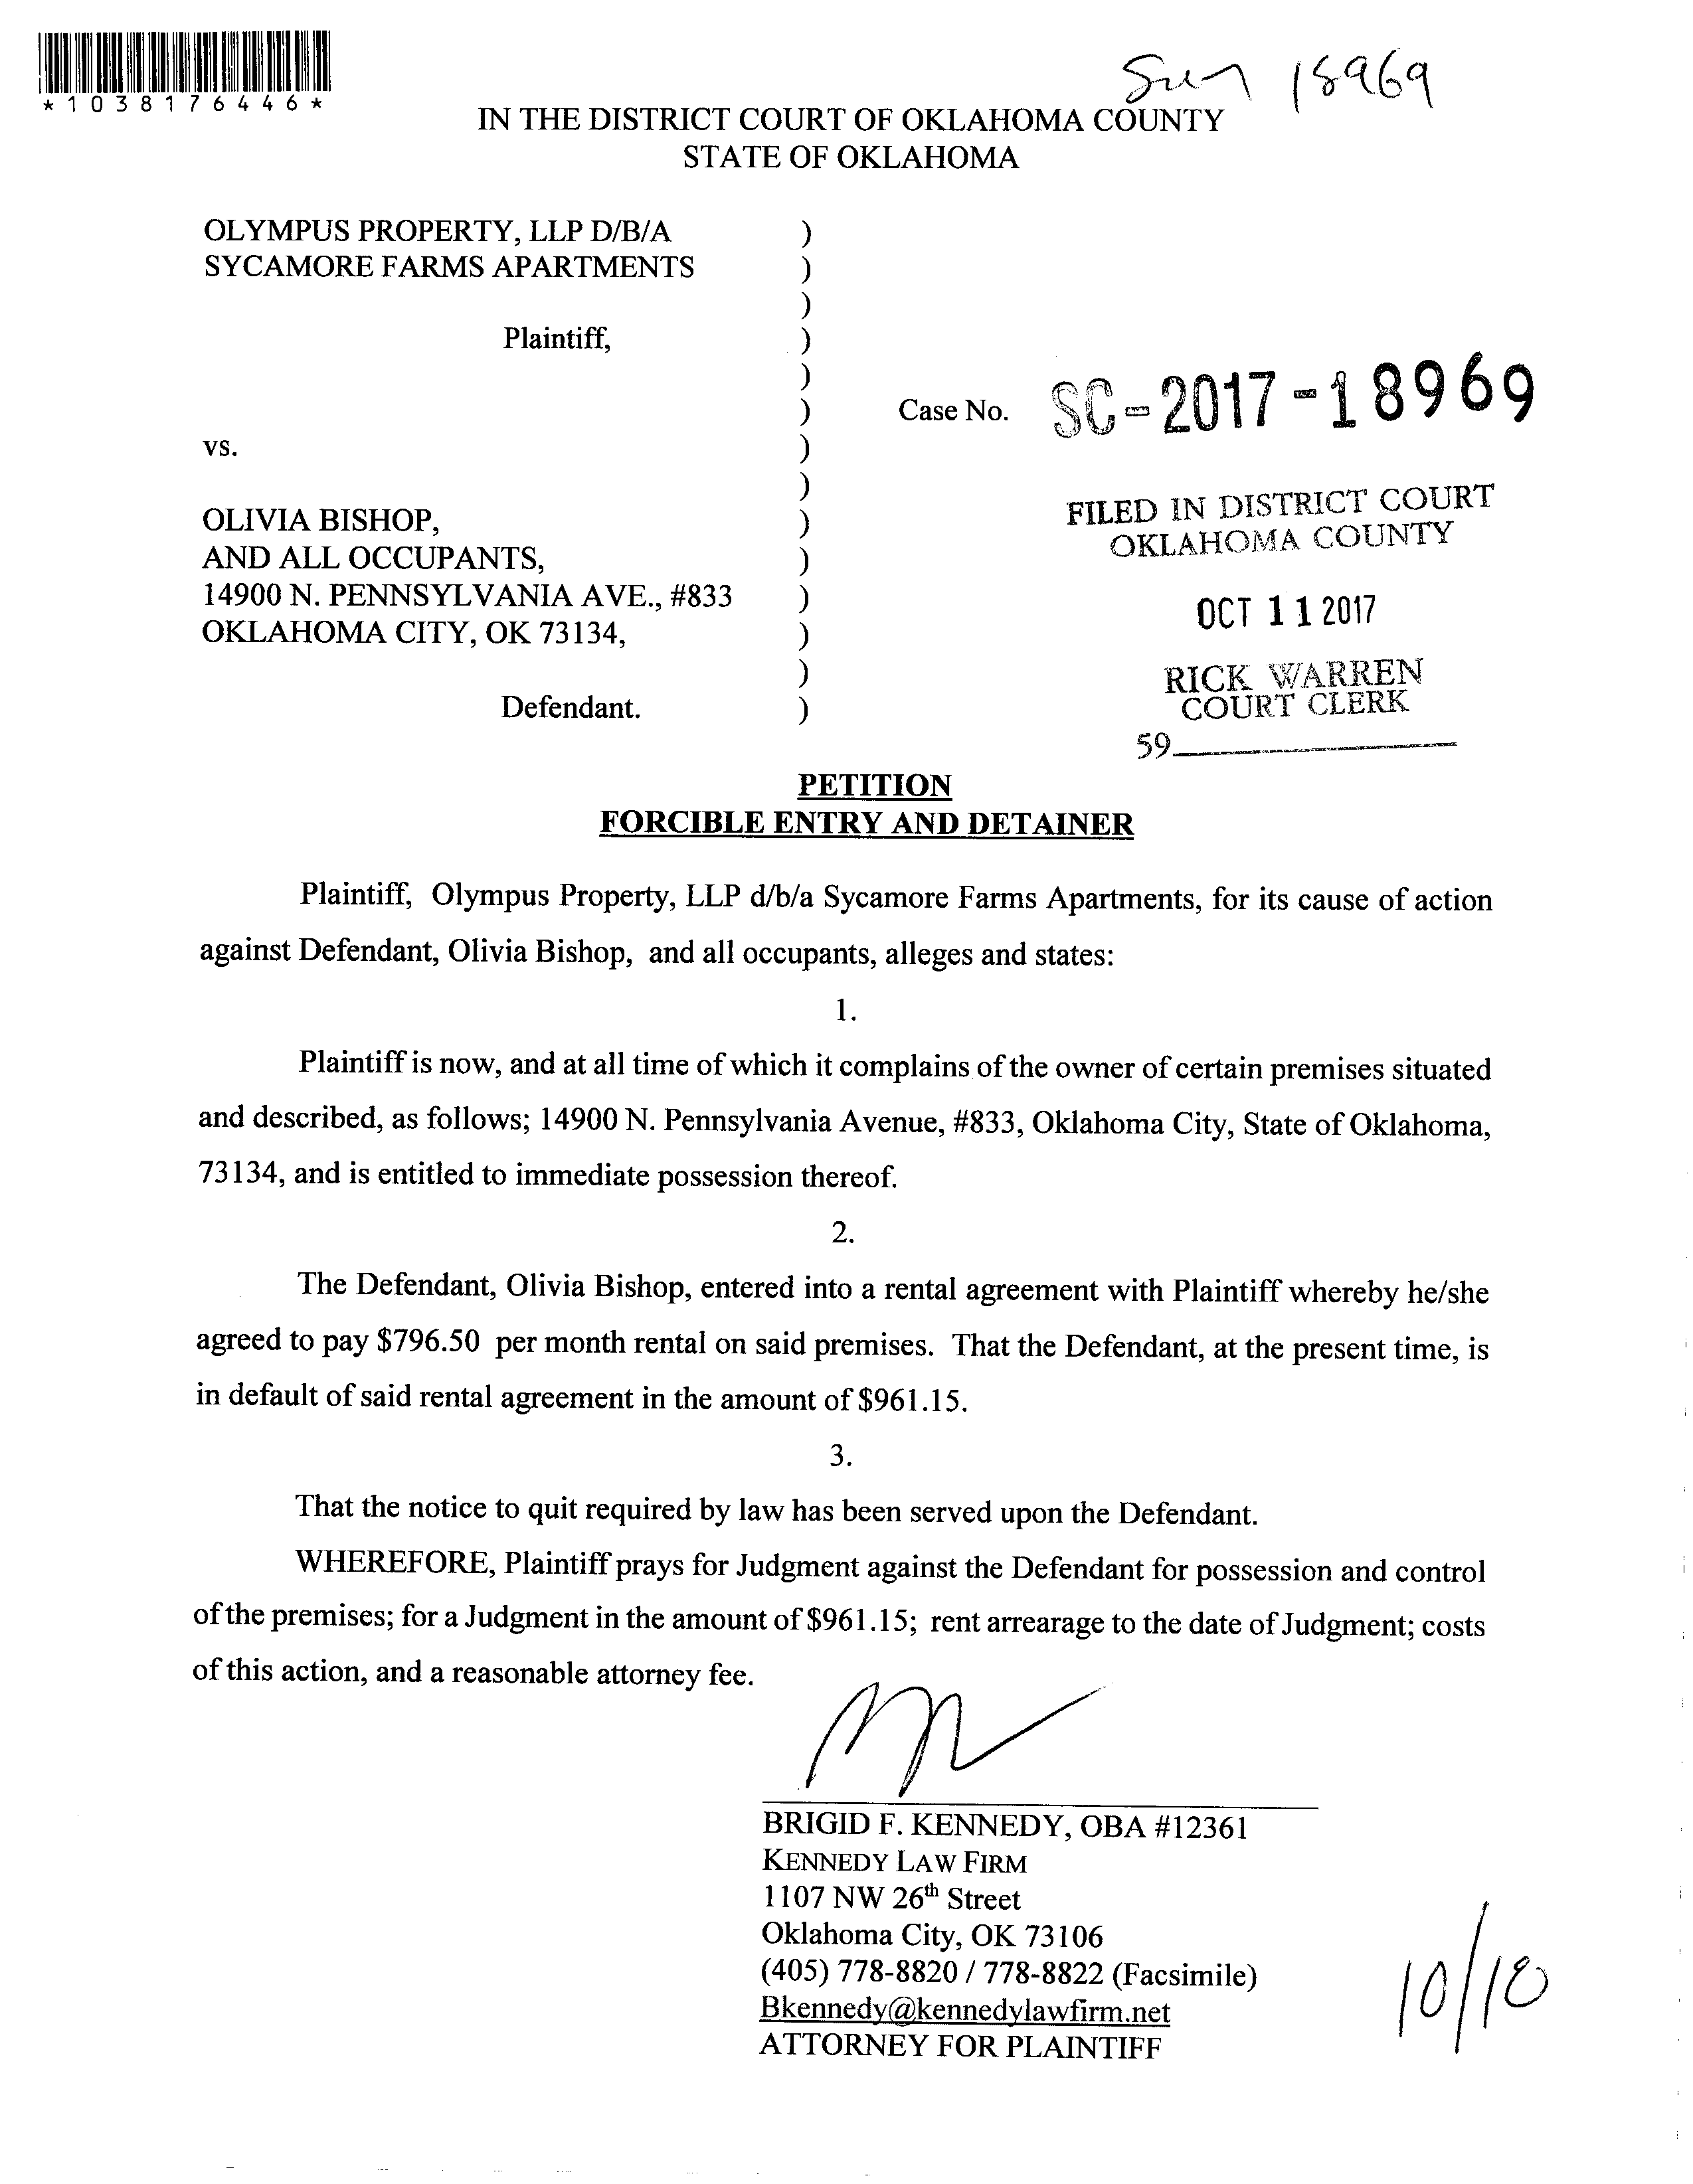 *1038176446*
18969
IN THE DISTRICT COURT OF OKLAHOMA COUNTY
STATE OF OKLAHOMA
OLYMPUS PROPERTY, LLP D/B/A )
SYCAMORE FARMS APARTMENTS )
)
Plaintiff, )
)
) Case No. SC-2017-18969
vs. )
)
OLIVIA BISHOP, )
AND ALL OCCUPANTS, )
14900 N. PENNSYLVANIA AVE., #833 )
OKLAHOMA CITY, OK 73134, )
)
Defendant. )
FILED IN DISTRICT COURT
OKLAHOMA COUNTY
OCT 11 2017
RICK WARREN
COURT CLERK
59
PETITION
FORCIBLE ENTRY AND DETAINER
Plaintiff, Olympus Property, LLP d/b/a Sycamore Farms Apartments, for its cause of action
against Defendant, Olivia Bishop, and all occupants, alleges and states:
1.
Plaintiff is now, and at all time of which it complains of the owner of certain premises situated
and described, as follows; 14900 N. Pennsylvania Avenue, #833, Oklahoma City, State of Oklahoma,
73134, and is entitled to immediate possession thereof.
2.
The Defendant, Olivia Bishop, entered into a rental agreement with Plaintiff whereby he/she
agreed to pay $796.50 per month rental on said premises. That the Defendant, at the present time, is
in default of said rental agreement in the amount of $961.15.
3.
That the notice to quit required by law has been served upon the Defendant.
WHEREFORE, Plaintiff prays for Judgment against the Defendant for possession and control
of the premises; for a Judgment in the amount of $961.15; rent arrearage to the date of Judgment; costs
of this action, and a reasonable attorney fee.
BRIGID F. KENNEDY, OBA #12361
KENNEDY LAW FIRM
1107 NW 26th Street
Oklahoma City, OK 73106
(405) 778-8820 / 778-8822 (Facsimile)
Bkennedy@kennedylawfirm.net
ATTORNEY FOR PLAINTIFF
10/18